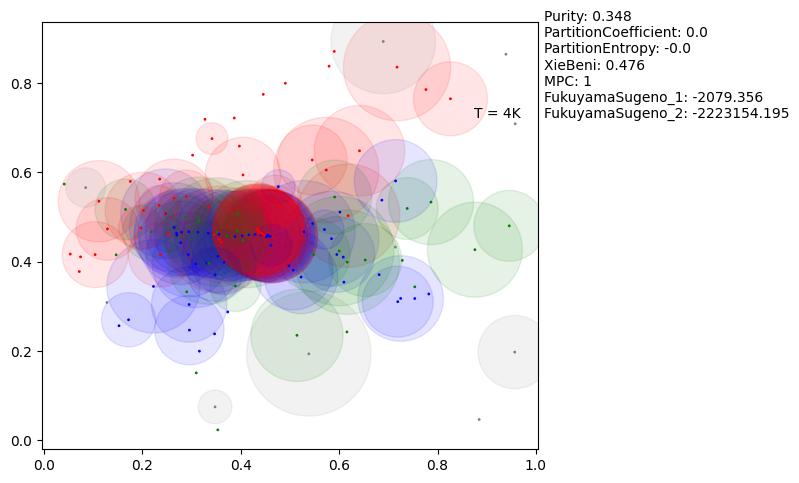 Purity: 0.348
PartitionCoefficient: 0.0
PartitionEntropy: -0.0
XieBeni: 0.476
MPC: 1
FukuyamaSugeno_1: -2079.356
FukuyamaSugeno_2: -2223154.195
T = 4K
0.8
0.6
0.4
0.2
0.0
0.0 0.2 0.4 0.6 0.8 1.0